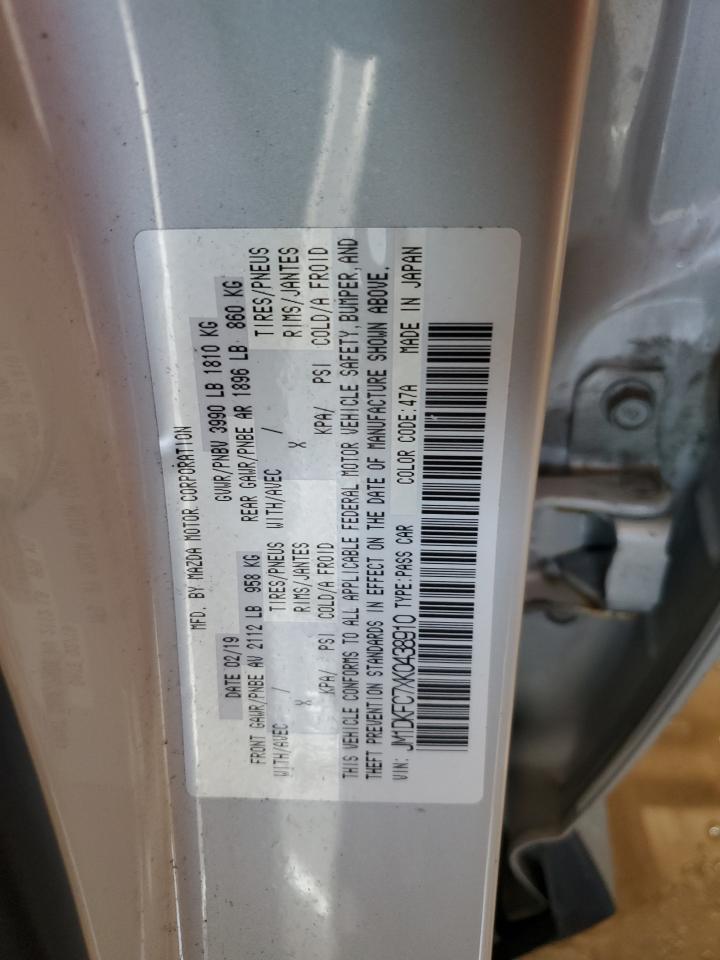 MFD. BY MAZDA MOTOR CORPORATION
DATE 02/19 GVWR/PNBV 3990 LB 1810 KG
FRONT GAWR/PNBE AV 2112 LB 958 KG REAR GAWR/PNBE AR 1896 LB 860 KG
WITH/AVEC / TIRES/PNEUS WITH/AVEC / TIRES/PNEUS
X RIMS/JANTES X RIMS/JANTES
KPA/ PSI COLD/A FROID KPA/ PSI COLD/A FROID
THIS VEHICLE CONFORMS TO ALL APPLICABLE FEDERAL MOTOR VEHICLE SAFETY, BUMPER, AND
THEFT PREVENTION STANDARDS IN EFFECT ON THE DATE OF MANUFACTURE SHOWN ABOVE.
VIN: JM1DKFC7XK0438910 TYPE:PASS CAR COLOR CODE:47A MADE IN JAPAN